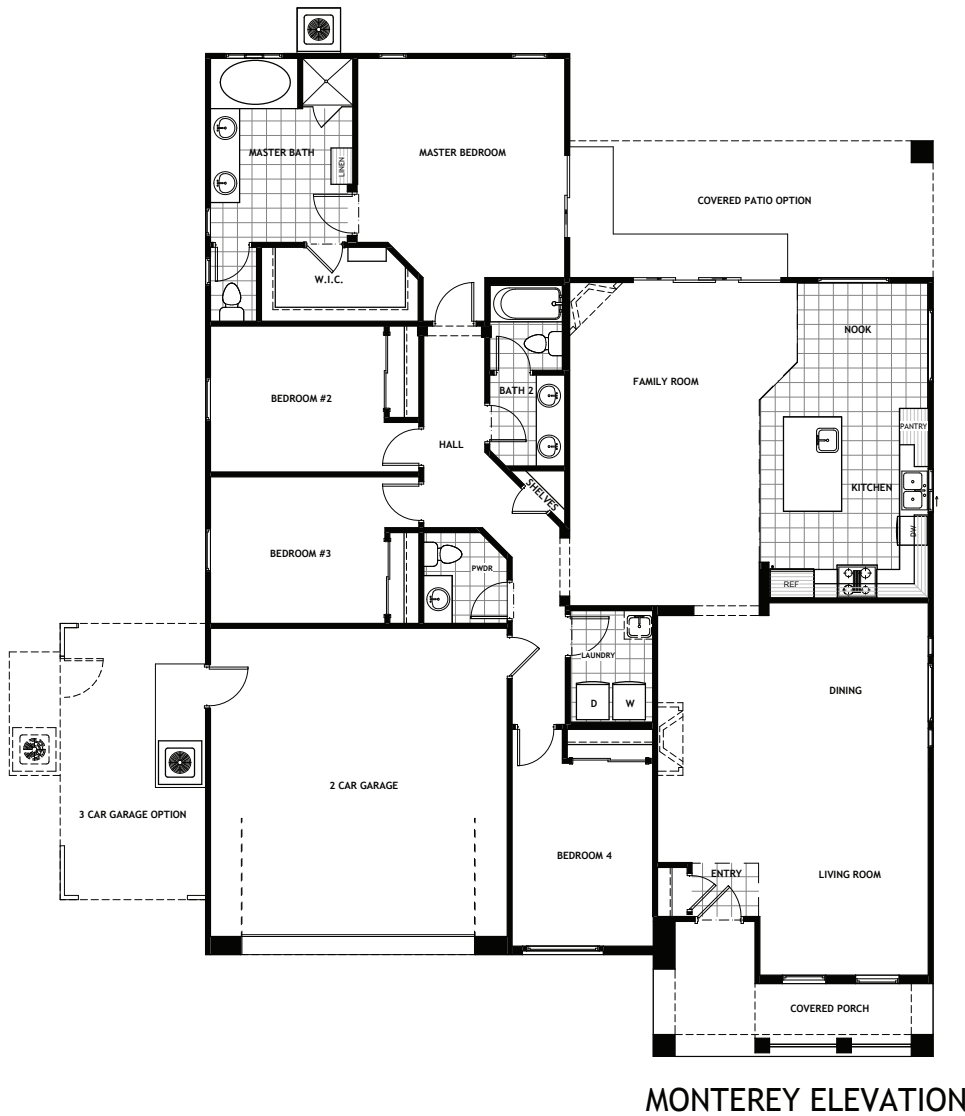 MASTER BATH
LINEN
MASTER BEDROOM
COVERED PATIO OPTION
W.I.C.
NOOK
BEDROOM #2
BATH 2
FAMILY ROOM
HALL
PANTRY
SHELVES
KITCHEN
DW
BEDROOM #3
PWDR
REF
LAUNDRY
D
W
DINING
2 CAR GARAGE
3 CAR GARAGE OPTION
BEDROOM 4
ENTRY
LIVING ROOM
COVERED PORCH
MONTEREY ELEVATION